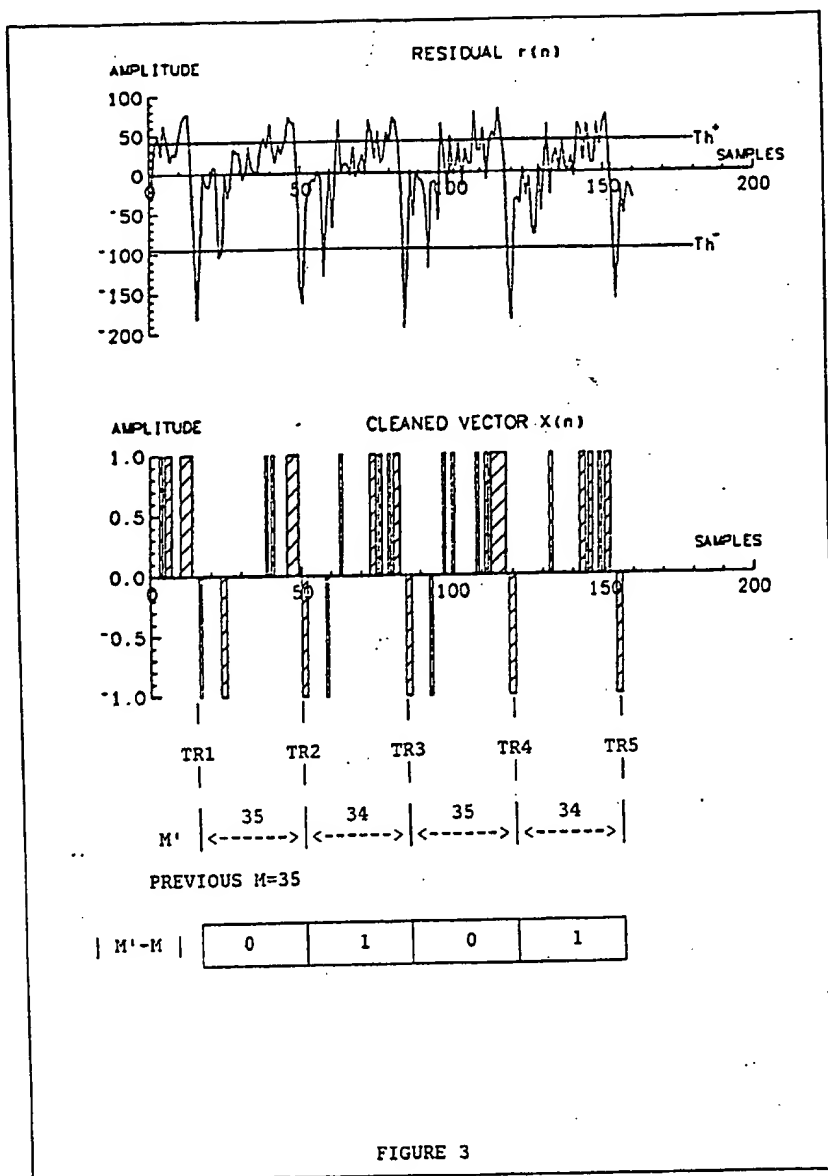 RESIDUAL r(n)
AMPLITUDE
100
50
0
-50
-100
-150
-200
Th+
SAMPLES
0 50 100 150 200
Th-
CLEANED VECTOR X(n)
AMPLITUDE
1.0
0.5
0.0
-0.5
-1.0
SAMPLES
0 50 100 150 200
TR1 TR2 TR3 TR4 TR5
M' 35 34 35 34
PREVIOUS M=35
| M'-M | 0 1 0 1
FIGURE 3